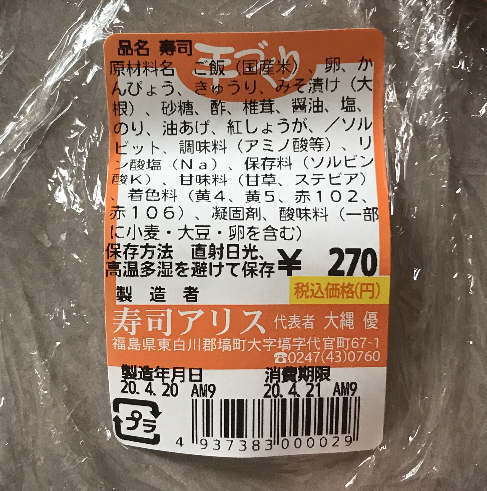 品名 寿司
手づくり
原材料名 ご飯（国産米）、卵、か
んぴょう、きゅうり、みそ漬け（大
根）、砂糖、酢、椎茸、醤油、塩、
のり、油あげ、紅しょうが、／ソル
ビット、調味料（アミノ酸等）、リ
ン酸塩（Ｎａ）、保存料（ソルビン
酸Ｋ）、甘味料（甘草、ステビア）
、着色料（黄４、黄５、赤１０２、
赤１０６）、凝固剤、酸味料（一部
に小麦・大豆・卵を含む）
保存方法 直射日光、
高温多湿を避けて保存
￥ 270
税込価格(円)
製造者
寿司アリス 代表者 大縄 優
福島県東白川郡塙町大字塙字代官町67-1
☎0247(43)0760
製造年月日 消費期限
20.4.20 AM9 20.4.21 AM9
プラ
4 937383 000029